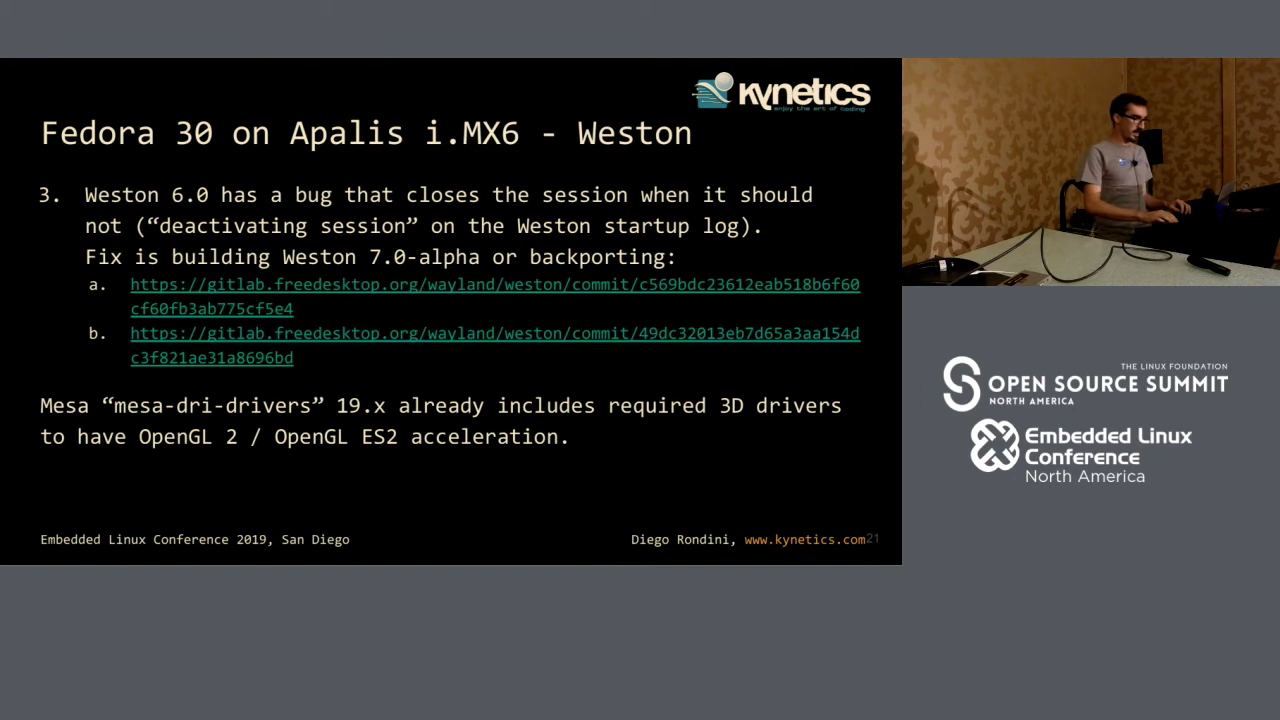 kynetics
enjoy the art of coding
Fedora 30 on Apalis i.MX6 - Weston
3. Weston 6.0 has a bug that closes the session when it should
not (“deactivating session” on the Weston startup log).
Fix is building Weston 7.0-alpha or backporting:
a. https://gitlab.freedesktop.org/wayland/weston/commit/c569bdc23612eab518b6f60
cf60fb3ab775cf5e4
b. https://gitlab.freedesktop.org/wayland/weston/commit/49dc32013eb7d65a3aa154d
c3f821ae31a8696bd
Mesa “mesa-dri-drivers” 19.x already includes required 3D drivers
to have OpenGL 2 / OpenGL ES2 acceleration.
Embedded Linux Conference 2019, San Diego
Diego Rondini, www.kynetics.com 21
THE LINUX FOUNDATION
OPEN SOURCE SUMMIT
NORTH AMERICA
Embedded Linux
Conference
North America